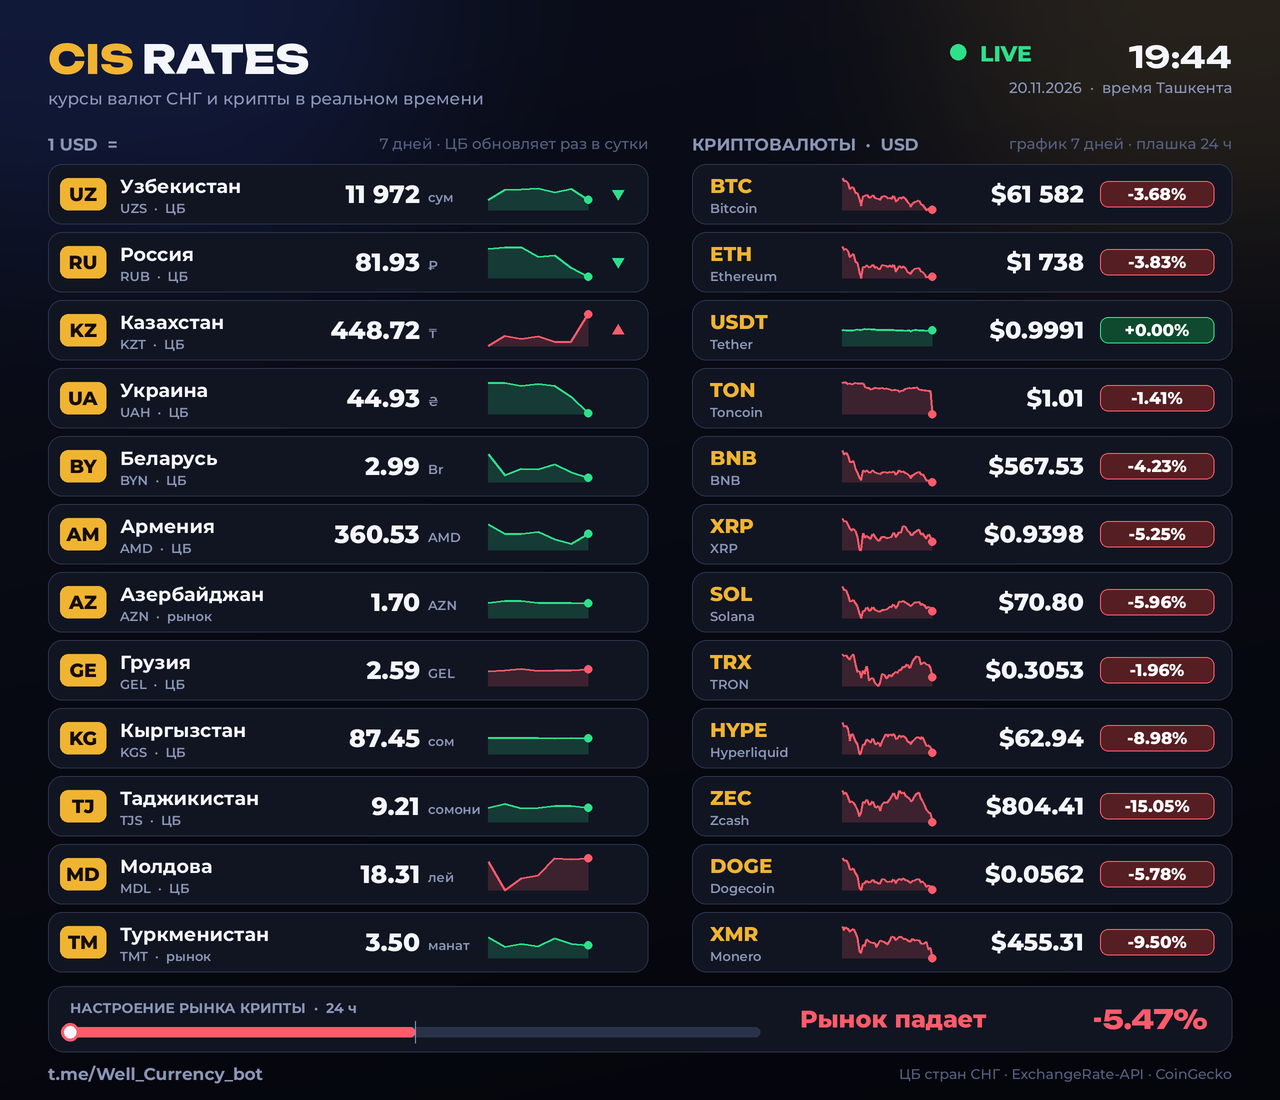 CIS RATES
курсы валют СНГ и крипты в реальном времени
LIVE 19:44
20.11.2026 · время Ташкента
1 USD =
7 дней · ЦБ обновляет раз в сутки
UZ Узбекистан 11 972 сум
UZS · ЦБ
RU Россия 81.93 ₽
RUB · ЦБ
KZ Казахстан 448.72 ₸
KZT · ЦБ
UA Украина 44.93 ₴
UAH · ЦБ
BY Беларусь 2.99 Br
BYN · ЦБ
AM Армения 360.53 AMD
AMD · ЦБ
AZ Азербайджан 1.70 AZN
AZN · рынок
GE Грузия 2.59 GEL
GEL · ЦБ
KG Кыргызстан 87.45 сом
KGS · ЦБ
TJ Таджикистан 9.21 сомони
TJS · ЦБ
MD Молдова 18.31 лей
MDL · ЦБ
TM Туркменистан 3.50 манат
TMT · рынок
КРИПТОВАЛЮТЫ · USD
график 7 дней · плашка 24 ч
BTC $61 582 -3.68%
Bitcoin
ETH $1 738 -3.83%
Ethereum
USDT $0.9991 +0.00%
Tether
TON $1.01 -1.41%
Toncoin
BNB $567.53 -4.23%
BNB
XRP $0.9398 -5.25%
XRP
SOL $70.80 -5.96%
Solana
TRX $0.3053 -1.96%
TRON
HYPE $62.94 -8.98%
Hyperliquid
ZEC $804.41 -15.05%
Zcash
DOGE $0.0562 -5.78%
Dogecoin
XMR $455.31 -9.50%
Monero
НАСТРОЕНИЕ РЫНКА КРИПТЫ · 24 ч
Рынок падает -5.47%
t.me/Well_Currency_bot
ЦБ стран СНГ · ExchangeRate-API · CoinGecko